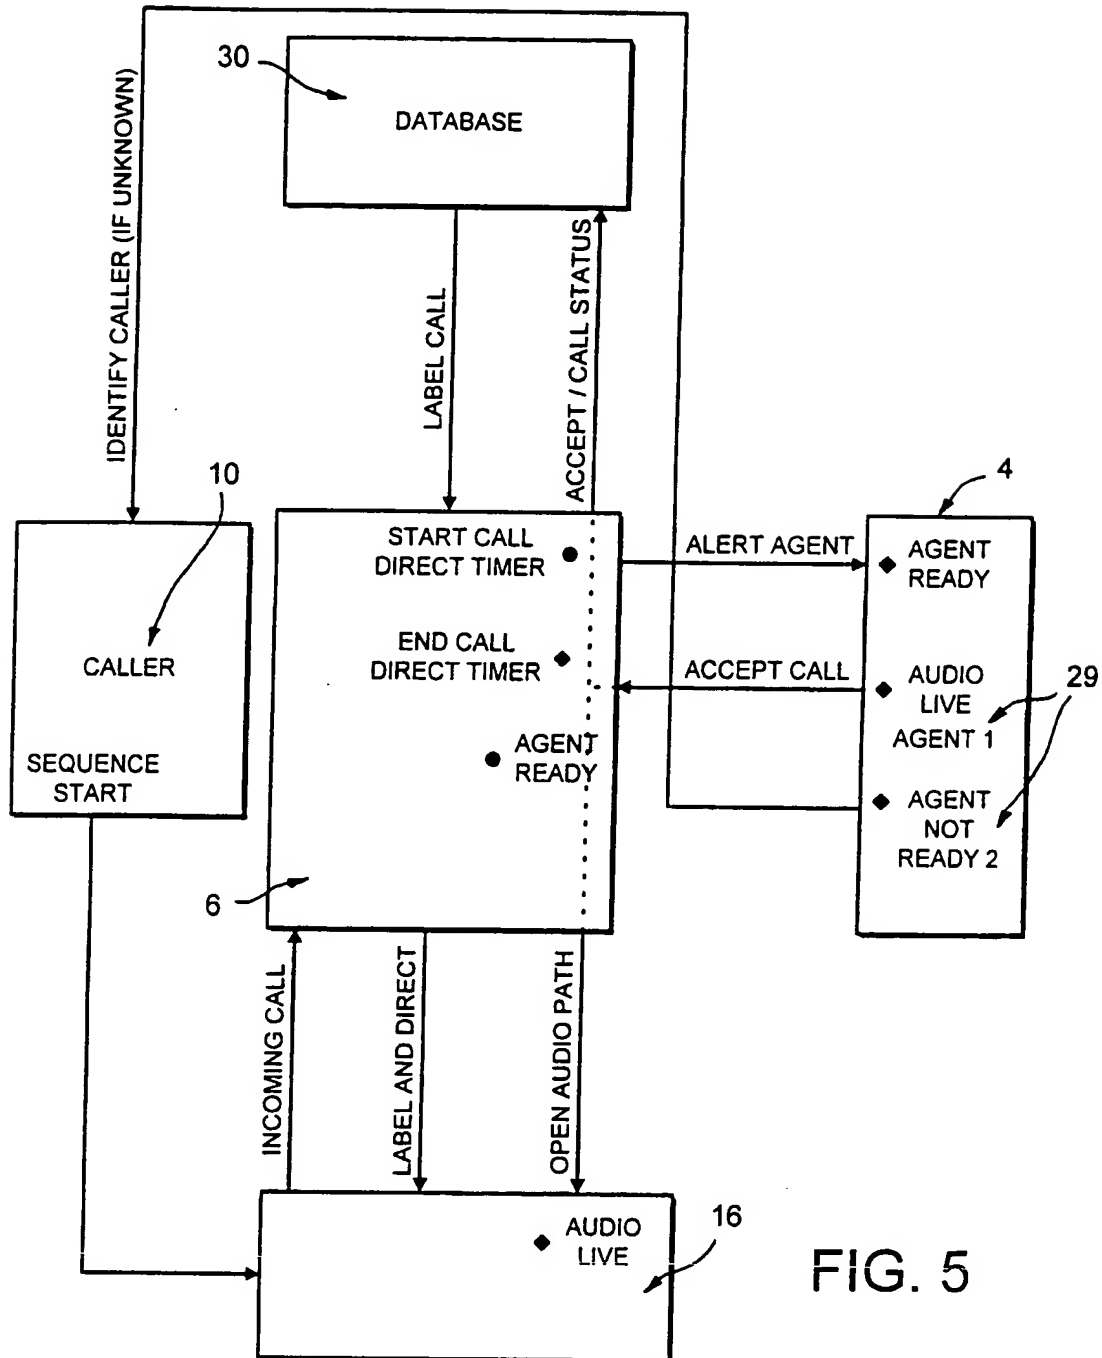 30
DATABASE
IDENTIFY CALLER (IF UNKNOWN)
LABEL CALL
ACCEPT / CALL STATUS
10
CALLER
SEQUENCE
START
START CALL
DIRECT TIMER
END CALL
DIRECT TIMER
AGENT
READY
6
ALERT AGENT
ACCEPT CALL
4
AGENT
READY
AUDIO
LIVE
AGENT 1
29
AGENT
NOT
READY 2
INCOMING CALL
LABEL AND DIRECT
OPEN AUDIO PATH
AUDIO
LIVE
16
FIG. 5